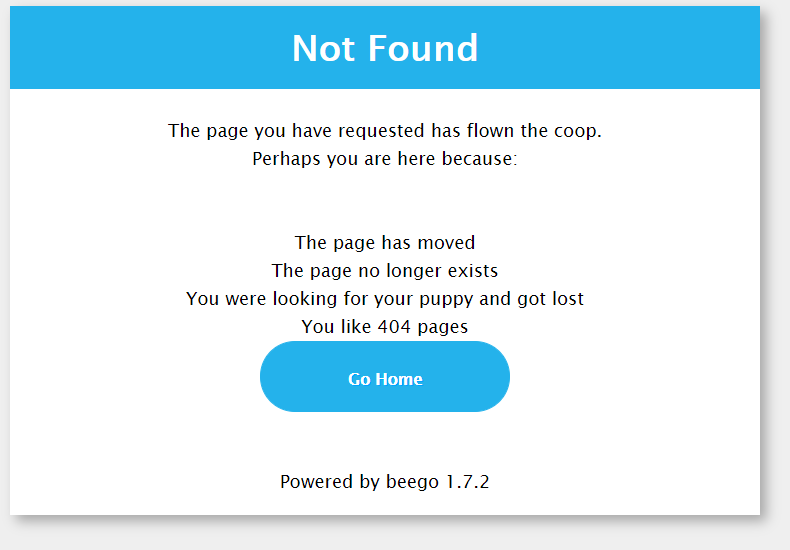 Not Found
The page you have requested has flown the coop.
Perhaps you are here because:
The page has moved
The page no longer exists
You were looking for your puppy and got lost
You like 404 pages
Go Home
Powered by beego 1.7.2